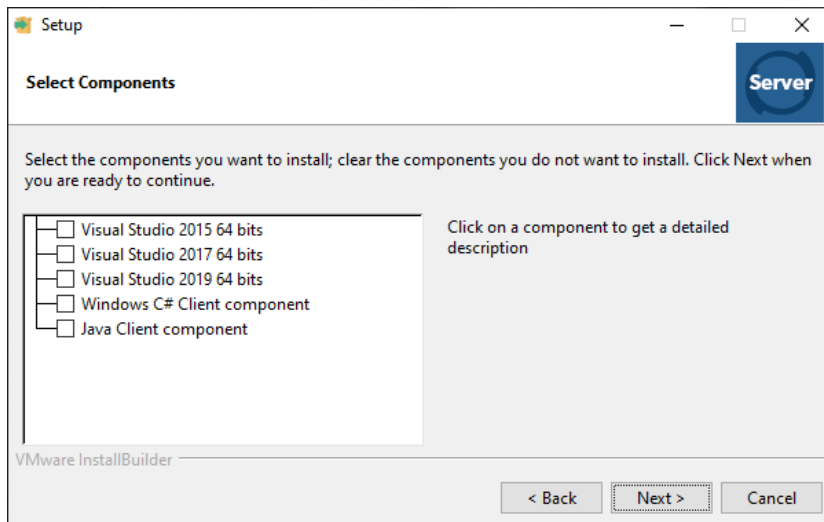 Setup
Select Components
Server
Select the components you want to install; clear the components you do not want to install. Click Next when
you are ready to continue.
Visual Studio 2015 64 bits
Visual Studio 2017 64 bits
Visual Studio 2019 64 bits
Windows C# Client component
Java Client component
Click on a component to get a detailed
description
VMware InstallBuilder
< Back
Next >
Cancel